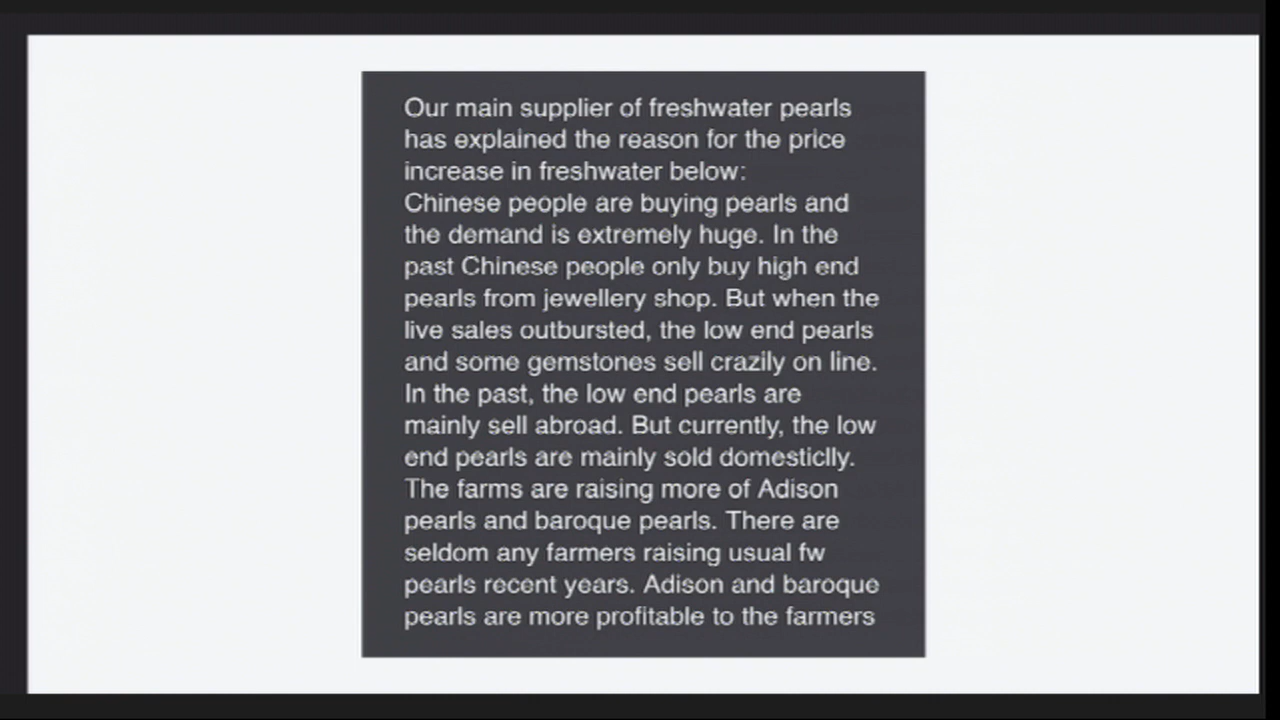 Our main supplier of freshwater pearls
has explained the reason for the price
increase in freshwater below:
Chinese people are buying pearls and
the demand is extremely huge. In the
past Chinese people only buy high end
pearls from jewellery shop. But when the
live sales outbursted, the low end pearls
and some gemstones sell crazily on line.
In the past, the low end pearls are
mainly sell abroad. But currently, the low
end pearls are mainly sold domesticlly.
The farms are raising more of Adison
pearls and baroque pearls. There are
seldom any farmers raising usual fw
pearls recent years. Adison and baroque
pearls are more profitable to the farmers